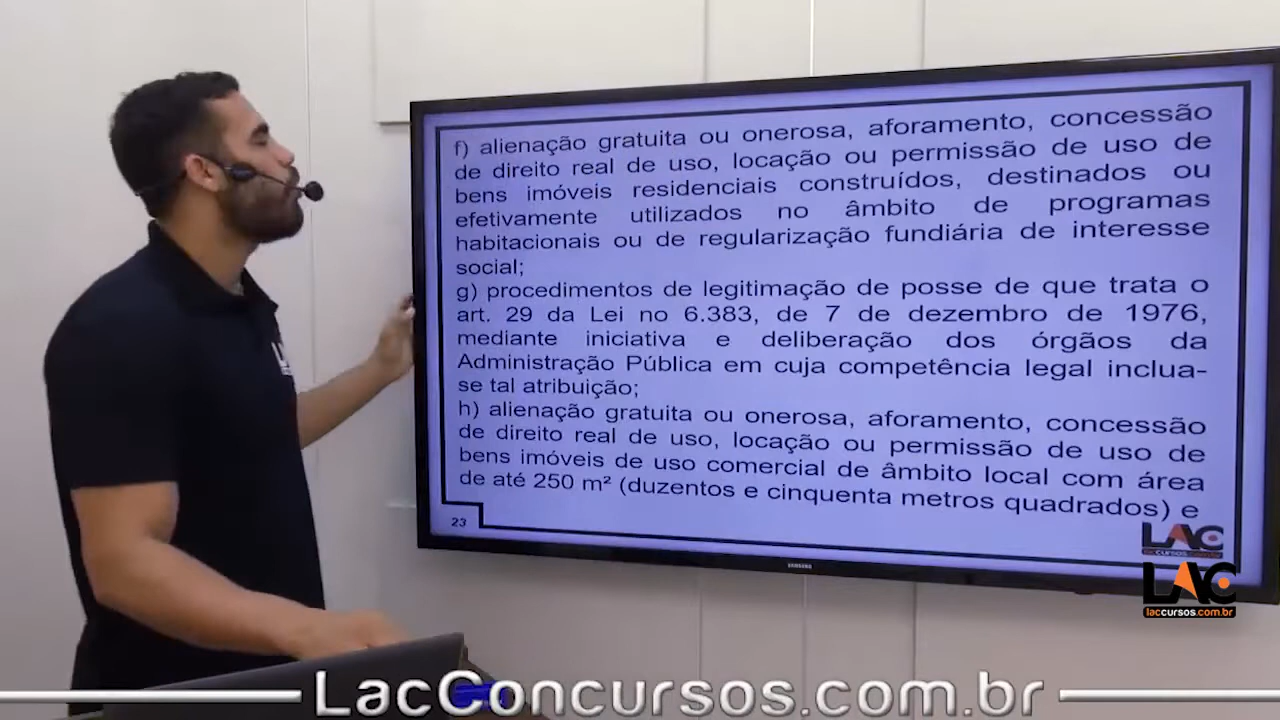 f) alienação gratuita ou onerosa, aforamento, concessão
de direito real de uso, locação ou permissão de uso de
bens imóveis residenciais construídos, destinados ou
efetivamente utilizados no âmbito de programas
habitacionais ou de regularização fundiária de interesse
social;
g) procedimentos de legitimação de posse de que trata o
art. 29 da Lei no 6.383, de 7 de dezembro de 1976,
mediante iniciativa e deliberação dos órgãos da
Administração Pública em cuja competência legal inclua-
se tal atribuição;
h) alienação gratuita ou onerosa, aforamento, concessão
de direito real de uso, locação ou permissão de uso de
bens imóveis de uso comercial de âmbito local com área
de até 250 m² (duzentos e cinquenta metros quadrados) e
23
LAC
laccursos.com.br
SAMSUNG
LAC
laccursos.com.br
LacConcursos.com.br